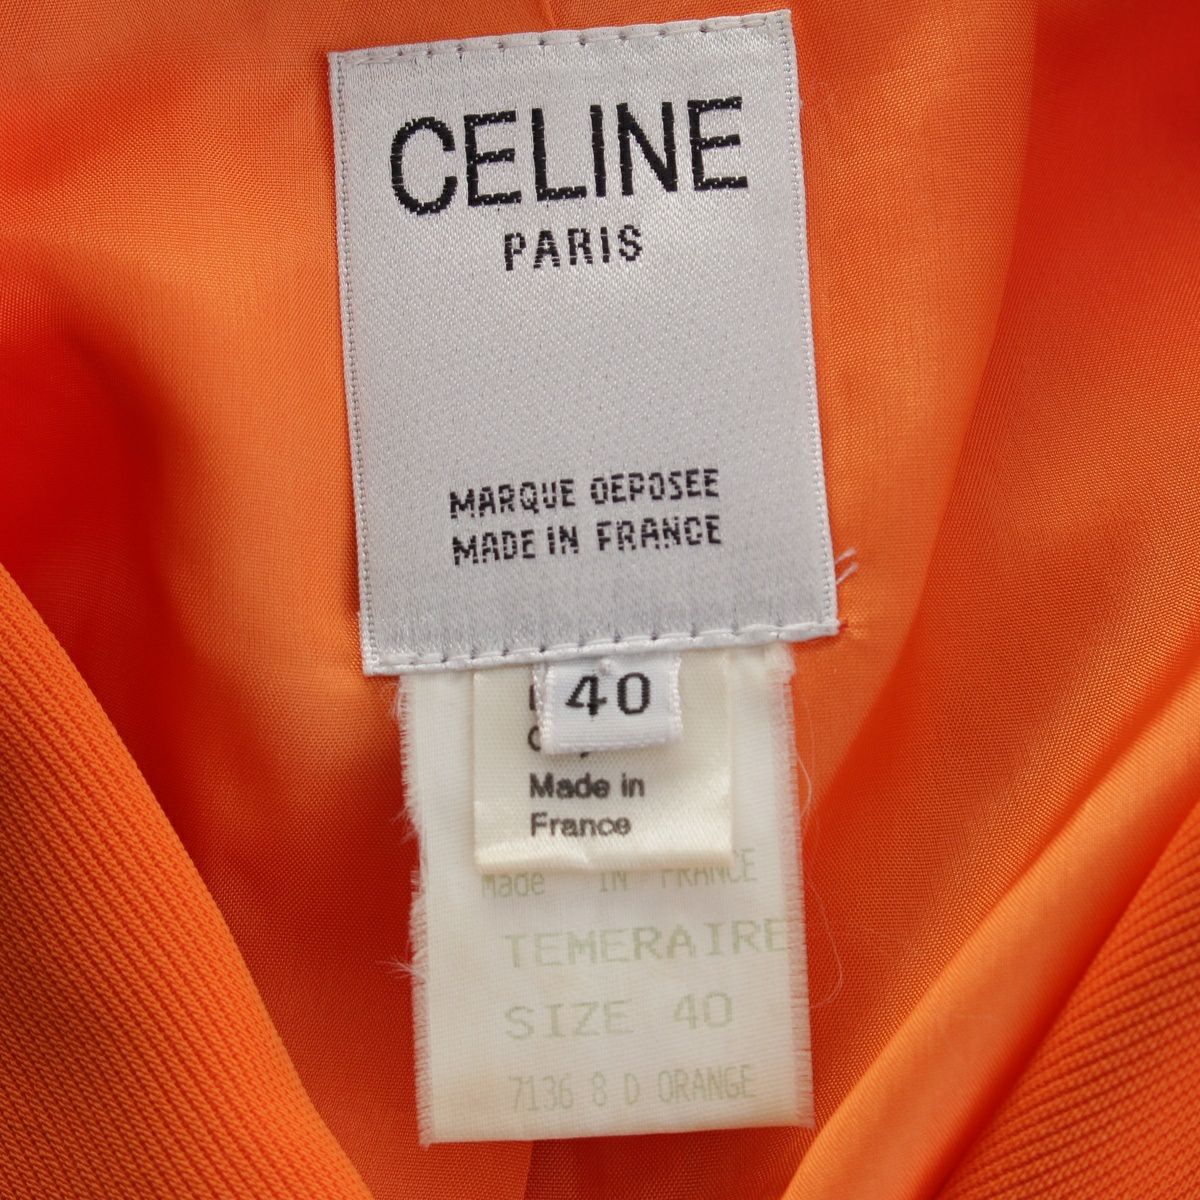 CELINE
PARIS
MARQUE DEPOSEE
MADE IN FRANCE
40
Made in
France
Made IN FRANCE
TEMERAIRE
SIZE 40
7136 8 D ORANGE